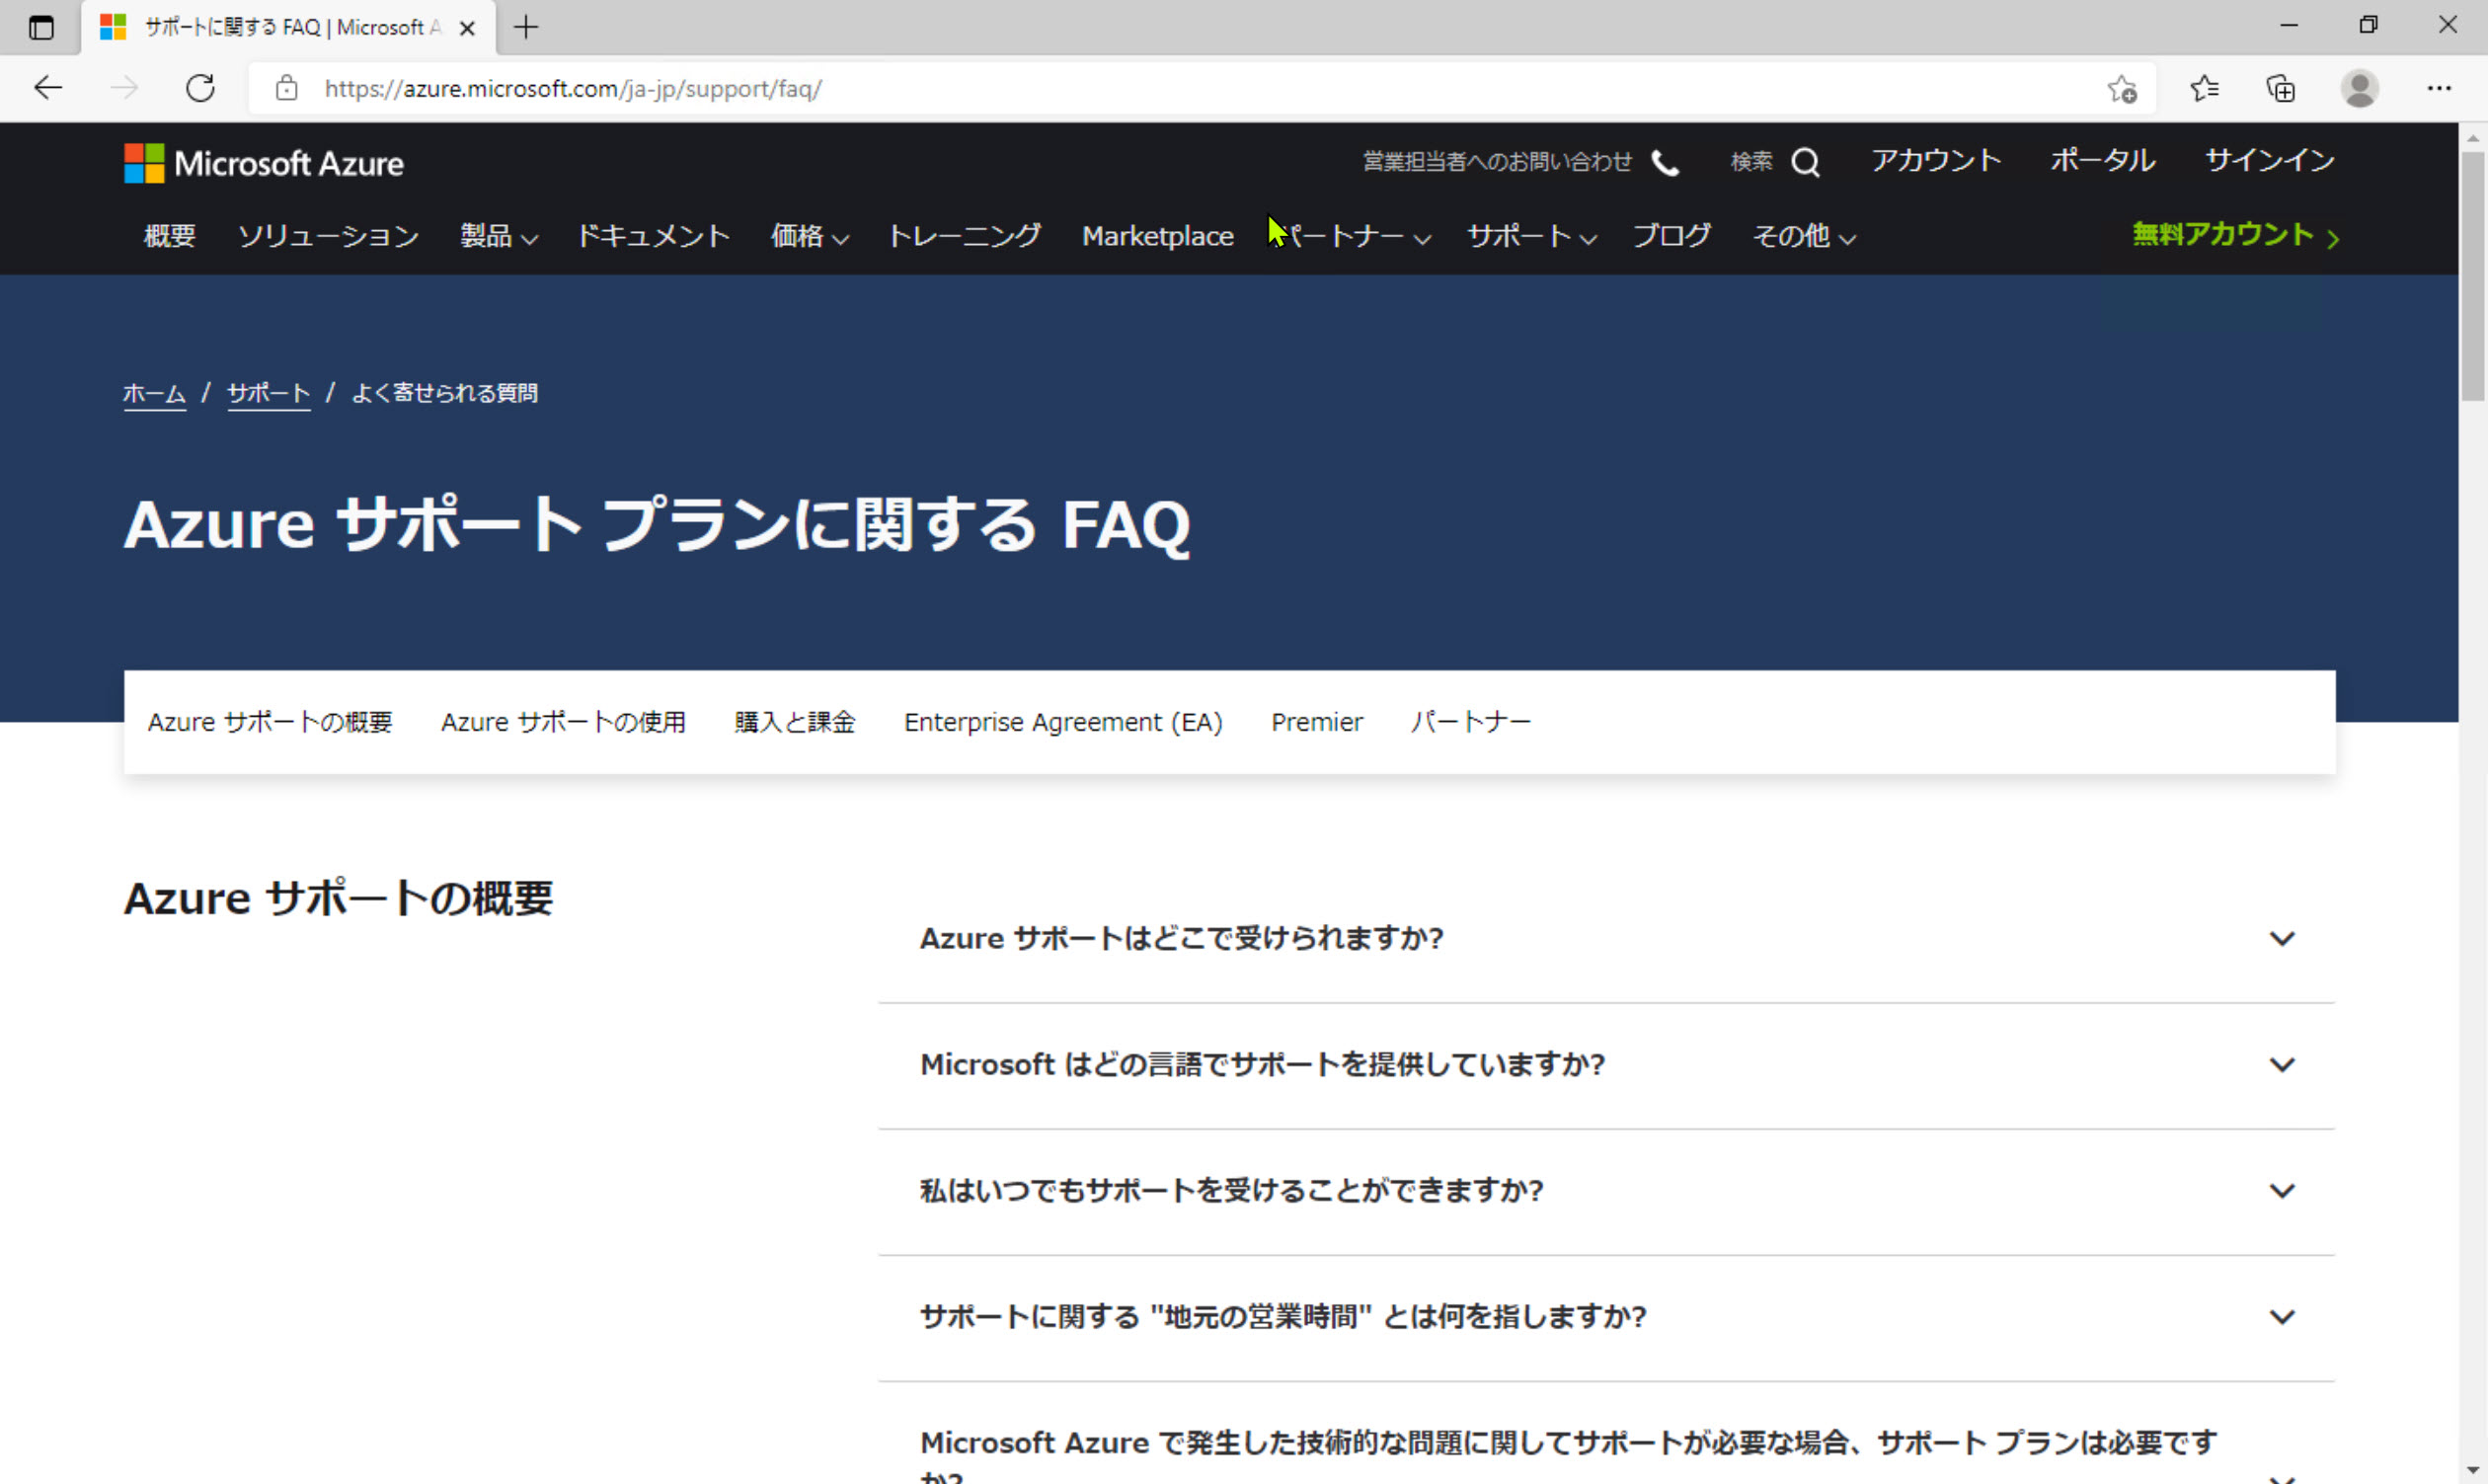 サポートに関する FAQ | Microsoft A
https://azure.microsoft.com/ja-jp/support/faq/
Microsoft Azure
営業担当者へのお問い合わせ 検索 アカウント ポータル サインイン
概要 ソリューション 製品 ドキュメント 価格 トレーニング Marketplace パートナー サポート ブログ その他 無料アカウント
ホーム / サポート / よく寄せられる質問
Azure サポート プランに関する FAQ
Azure サポートの概要 Azure サポートの使用 購入と課金 Enterprise Agreement (EA) Premier パートナー
Azure サポートの概要
Azure サポートはどこで受けられますか?
Microsoft はどの言語でサポートを提供していますか?
私はいつでもサポートを受けることができますか?
サポートに関する "地元の営業時間" とは何を指しますか?
Microsoft Azure で発生した技術的な問題に関してサポートが必要な場合、サポート プランは必要です
か?